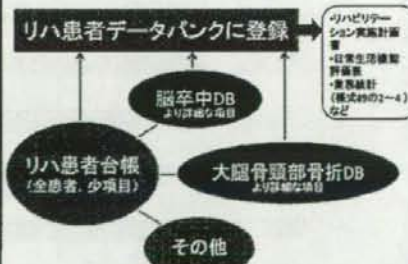 リハ患者データバンクに登録
・リハビリテー
ション実施計画
書
・日常生活機能
評価表
・業務統計
(様式49の2~4)
など
脳卒中DB
より詳細な項目
リハ患者台帳
(全患者、少項目)
大腿骨頸部骨折DB
より詳細な項目
その他